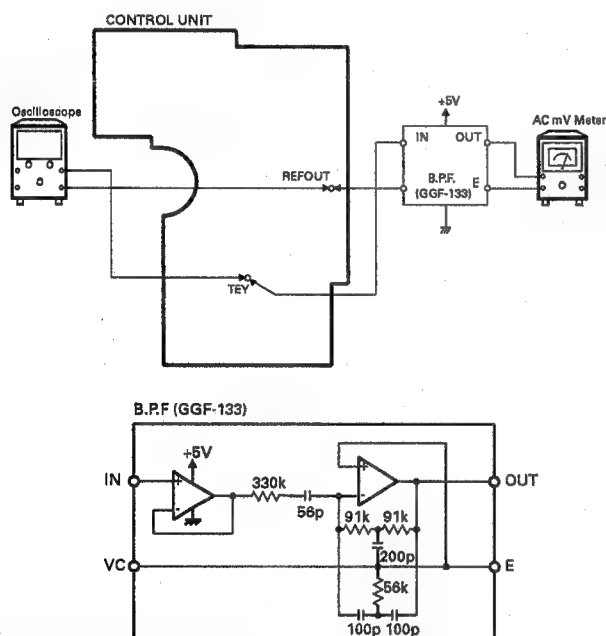 CONTROL UNIT
Oscilloscope
+5V
AC mV Meter
IN OUT
REFOUT
B.P.F.
(GGF-133)
E
TEY
B.P.F (GGF-133)
+5V
IN
330k
56p
OUT
91k 91k
200p
VC
E
56k
100p 100p